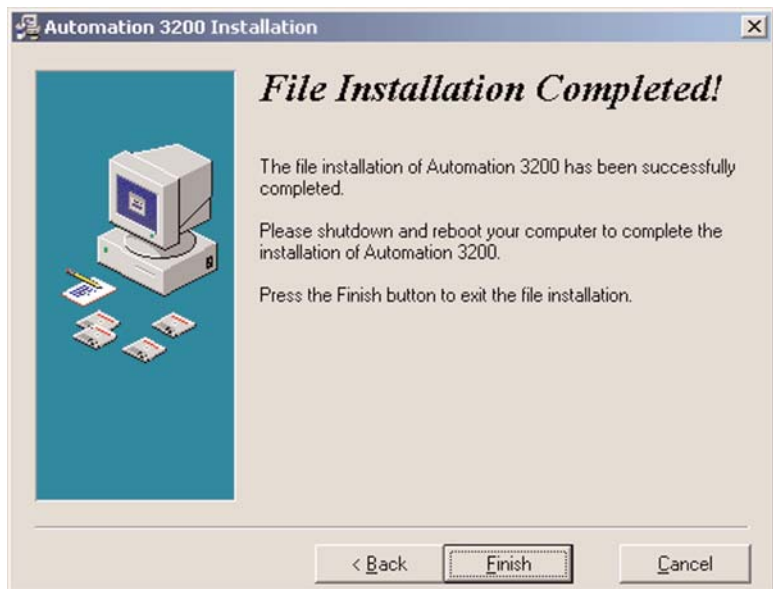 Automation 3200 Installation
File Installation Completed!
The file installation of Automation 3200 has been successfully
completed.
Please shutdown and reboot your computer to complete the
installation of Automation 3200.
Press the Finish button to exit the file installation.
< Back
Finish
Cancel